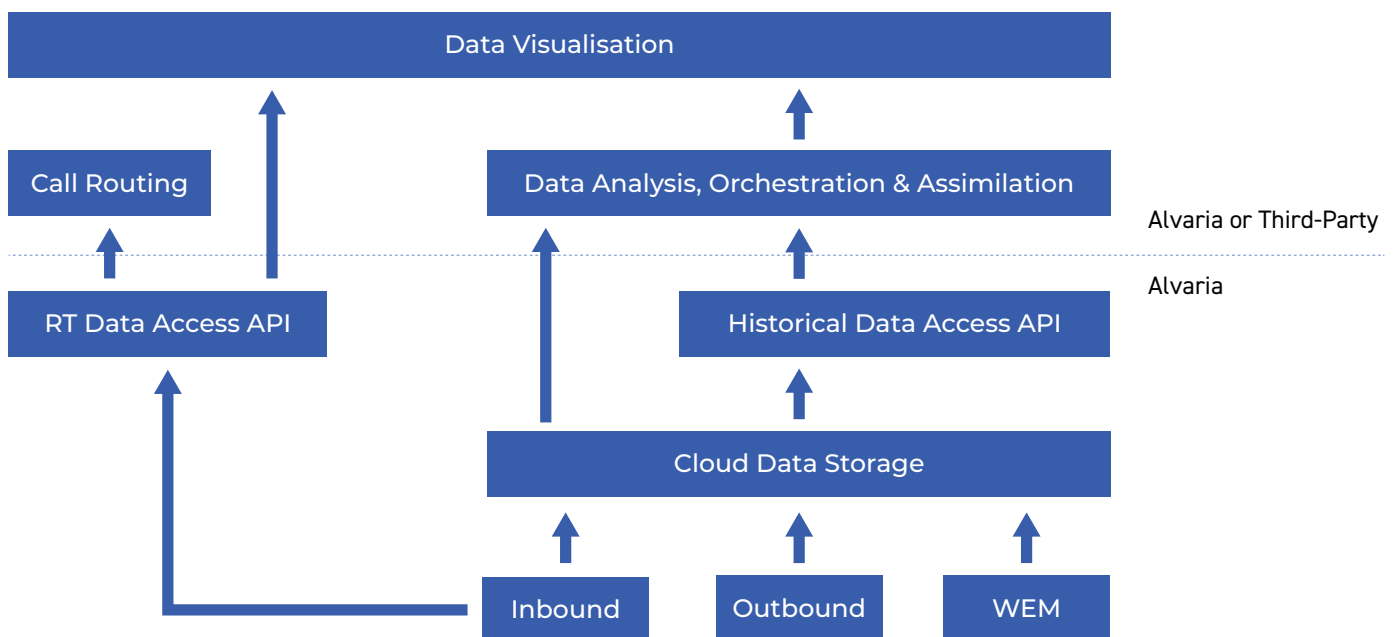 Data Visualisation
Call Routing
Data Analysis, Orchestration & Assimilation
Alvaria or Third-Party
Alvaria
RT Data Access API
Historical Data Access API
Cloud Data Storage
Inbound
Outbound
WEM